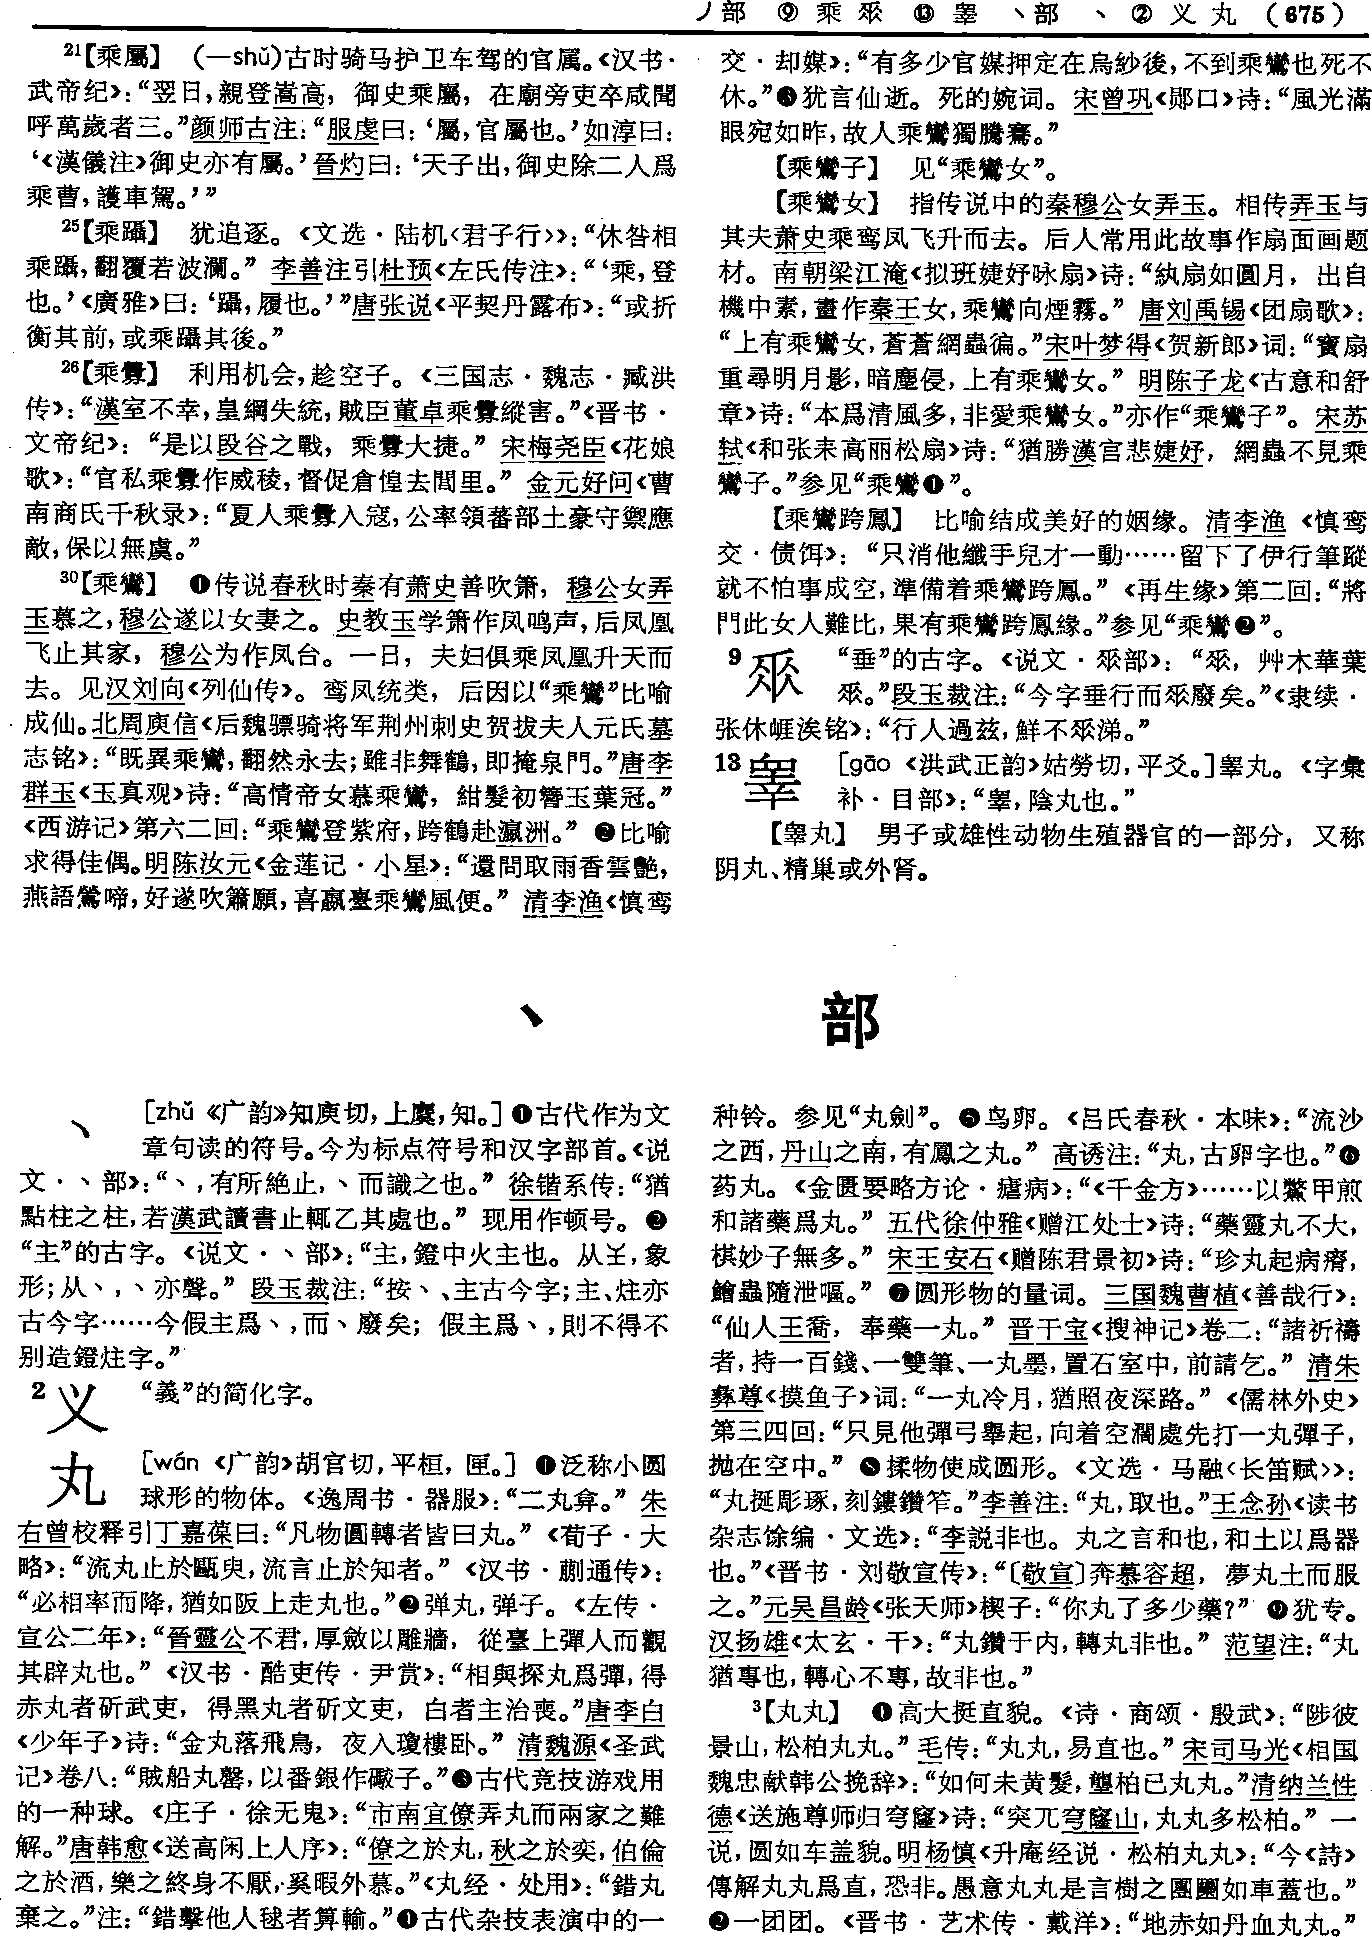 丿部 ⑨ 乘 𠂹 ⑬ 睾 丶部 丶 ② 义 丸 (675)
²¹【乘屬】 (—shǔ)古时骑马护卫车驾的官属。《汉书·
武帝纪》:“翌日,親登嵩高, 御史乘屬, 在廟旁吏卒咸聞
呼萬歲者三。”颜师古注:“服虔曰:‘屬,官屬也。’如淳曰:
‘《漢儀注》御史亦有屬。’晉灼曰:‘天子出,御史除二人爲
乘曹,護車駕。’”
²⁵【乘躡】 犹追逐。《文选·陆机〈君子行〉》:“休咎相
乘躡,翻覆若波瀾。” 李善注引杜预《左氏传注》:“‘乘,登
也。’《廣雅》曰:‘躡,履也。’”唐张说《平契丹露布》:“或折
衡其前,或乘躡其後。”
²⁶【乘釁】 利用机会,趁空子。《三国志·魏志·臧洪
传》:“漢室不幸,皇綱失統,賊臣董卓乘釁縱害。”《晋书·
文帝纪》:“是以段谷之戰, 乘釁大捷。” 宋梅尧臣《花娘
歌》:“官私乘釁作威稜,督促倉惶去閭里。” 金元好问《曹
南商氏千秋录》:“夏人乘釁入寇,公率領蕃部土豪守禦應
敵,保以無虞。”
³⁰【乘鸞】 ❶传说春秋时秦有萧史善吹箫, 穆公女弄
玉慕之,穆公遂以女妻之。史教玉学箫作凤鸣声,后凤凰
飞止其家, 穆公为作凤台。一日, 夫妇俱乘凤凰升天而
去。见汉刘向《列仙传》。鸾凤统类, 后因以“乘鸞”比喻
成仙。北周庾信《后魏骠骑将军荆州刺史贺拔夫人元氏墓
志铭》:“既異乘鸞,翻然永去;雖非舞鶴,即掩泉門。”唐李
群玉《玉真观》诗:“高情帝女慕乘鸞, 紺髮初簪玉葉冠。”
《西游记》第六二回:“乘鸞登紫府,跨鶴赴瀛洲。” ❷比喻
求得佳偶。明陈汝元《金莲记·小星》:“還問取雨香雲艷,
燕語鶯啼,好遂吹簫願,喜嬴臺乘鸞風便。” 清李渔《慎鸾
交·却媒》:“有多少官媒押定在烏紗後,不到乘鸞也死不
休。”❸犹言仙逝。死的婉词。宋曾巩《郧口》诗:“風光滿
眼宛如昨,故人乘鸞獨騰騫。”
【乘鸞子】 见“乘鸞女”。
【乘鸞女】 指传说中的秦穆公女弄玉。相传弄玉与
其夫萧史乘鸾凤飞升而去。后人常用此故事作扇面画题
材。南朝梁江淹《拟班婕妤咏扇》诗:“紈扇如圓月, 出自
機中素,畫作秦王女,乘鸞向煙霧。” 唐刘禹锡《团扇歌》:
“上有乘鸞女,蒼蒼網蟲徧。”宋叶梦得《贺新郎》词:“寶扇
重尋明月影,暗塵侵,上有乘鸞女。” 明陈子龙《古意和舒
章》诗:“本爲清風多,非愛乘鸞女。”亦作“乘鸞子”。宋苏
轼《和张耒高丽松扇》诗:“猶勝漢宫悲婕妤, 網蟲不見乘
鸞子。”参见“乘鸞❶”。
【乘鸞跨鳳】 比喻结成美好的姻缘。清李渔《慎鸾
交·债饵》:“只消他纖手兒才一動……留下了伊行筆蹤
就不怕事成空,準備着乘鸞跨鳳。” 《再生缘》第二回:“將
門此女人難比,果有乘鸞跨鳳緣。”参见“乘鸞❷”。
9 𠂹 “垂”的古字。《说文·𠂹部》:“𠂹, 艸木華葉
𠂹。”段玉裁注:“今字垂行而𠂹廢矣。”《隶续·
张休崕涘铭》:“行人過兹,鮮不𠂹涕。”
13 睾 [gāo 《洪武正韵》姑勞切,平爻。]睾丸。《字彙
补·目部》:“睾,陰丸也。”
【睾丸】 男子或雄性动物生殖器官的一部分, 又称
阴丸、精巢或外肾。
丶 部
丶 [zhǔ 《广韵》知庾切,上麌,知。]❶古代作为文
章句读的符号。今为标点符号和汉字部首。《说
文·丶部》:“丶,有所絶止,丶而識之也。” 徐锴系传:“猶
點柱之柱,若漢武讀書止輒乙其處也。” 现用作顿号。❷
“主”的古字。《说文·丶部》:“主,鐙中火主也。从𡈼,象
形;从丶,丶亦聲。” 段玉裁注:“按丶、主古今字;主、炷亦
古今字……今假主爲丶,而丶廢矣; 假主爲丶,則不得不
别造鐙炷字。”
2 义 “義”的简化字。
丸 [wán 《广韵》胡官切,平桓, 匣。] ❶泛称小圆
球形的物体。《逸周书·器服》:“二丸弇。” 朱
右曾校释引丁嘉葆曰:“凡物圓轉者皆曰丸。” 《荀子·大
略》:“流丸止於甌臾,流言止於知者。” 《汉书·蒯通传》:
“必相率而降,猶如阪上走丸也。”❷弹丸,弹子。《左传·
宣公二年》:“晉靈公不君,厚斂以雕牆, 從臺上彈人而觀
其辟丸也。” 《汉书·酷吏传·尹赏》:“相與探丸爲彈,得
赤丸者斫武吏, 得黑丸者斫文吏, 白者主治喪。”唐李白
《少年子》诗:“金丸落飛鳥, 夜入瓊樓卧。” 清魏源《圣武
记》卷八:“賊船丸罄,以番銀作礮子。”❸古代竞技游戏用
的一种球。《庄子·徐无鬼》:“市南宜僚弄丸而兩家之難
解。”唐韩愈《送高闲上人序》:“僚之於丸,秋之於奕,伯倫
之於酒,樂之終身不厭,奚暇外慕。”《丸经·处用》:“錯丸
棄之。”注:“錯擊他人毬者算輸。”❹古代杂技表演中的一
种铃。参见“丸劍”。❺鸟卵。《吕氏春秋·本味》:“流沙
之西,丹山之南,有鳳之丸。” 高诱注:“丸,古卵字也。”❻
药丸。《金匮要略方论·瘧病》:“《千金方》……以鱉甲煎
和諸藥爲丸。” 五代徐仲雅《赠江处士》诗:“藥靈丸不大,
棋妙子無多。” 宋王安石《赠陈君景初》诗:“珍丸起病瘠,
鱠蟲隨泄嘔。” ❼圆形物的量词。三国魏曹植《善哉行》:
“仙人王喬, 奉藥一丸。” 晋干宝《搜神记》卷二:“諸祈禱
者,持一百錢、一雙筆、一丸墨,置石室中,前請乞。” 清朱
彝尊《摸鱼子》词:“一丸冷月,猶照夜深路。” 《儒林外史》
第三四回:“只見他彈弓舉起,向着空濶處先打一丸彈子,
抛在空中。” ❽揉物使成圆形。《文选·马融〈长笛赋〉》:
“丸挻彫琢,刻鏤鑽笮。”李善注:“丸,取也。”王念孙《读书
杂志馀编·文选》:“李説非也。丸之言和也,和土以爲器
也。”《晋书·刘敬宣传》:“〔敬宣〕奔慕容超, 夢丸土而服
之。”元吴昌龄《张天师》楔子:“你丸了多少藥?” ❾犹专。
汉扬雄《太玄·干》:“丸鑽于内,轉丸非也。” 范望注:“丸
猶專也,轉心不專,故非也。”
³【丸丸】 ❶高大挺直貌。《诗·商颂·殷武》:“陟彼
景山,松柏丸丸。” 毛传:“丸丸,易直也。” 宋司马光《相国
魏忠献韩公挽辞》:“如何未黄髮,壟柏已丸丸。”清纳兰性
德《送施尊师归穹窿》诗:“突兀穹窿山,丸丸多松柏。” 一
说,圆如车盖貌。明杨慎《升庵经说·松柏丸丸》:“今《詩》
傳解丸丸爲直,恐非。愚意丸丸是言樹之團圞如車蓋也。”
❷一团团。《晋书·艺术传·戴洋》:“地赤如丹血丸丸。”